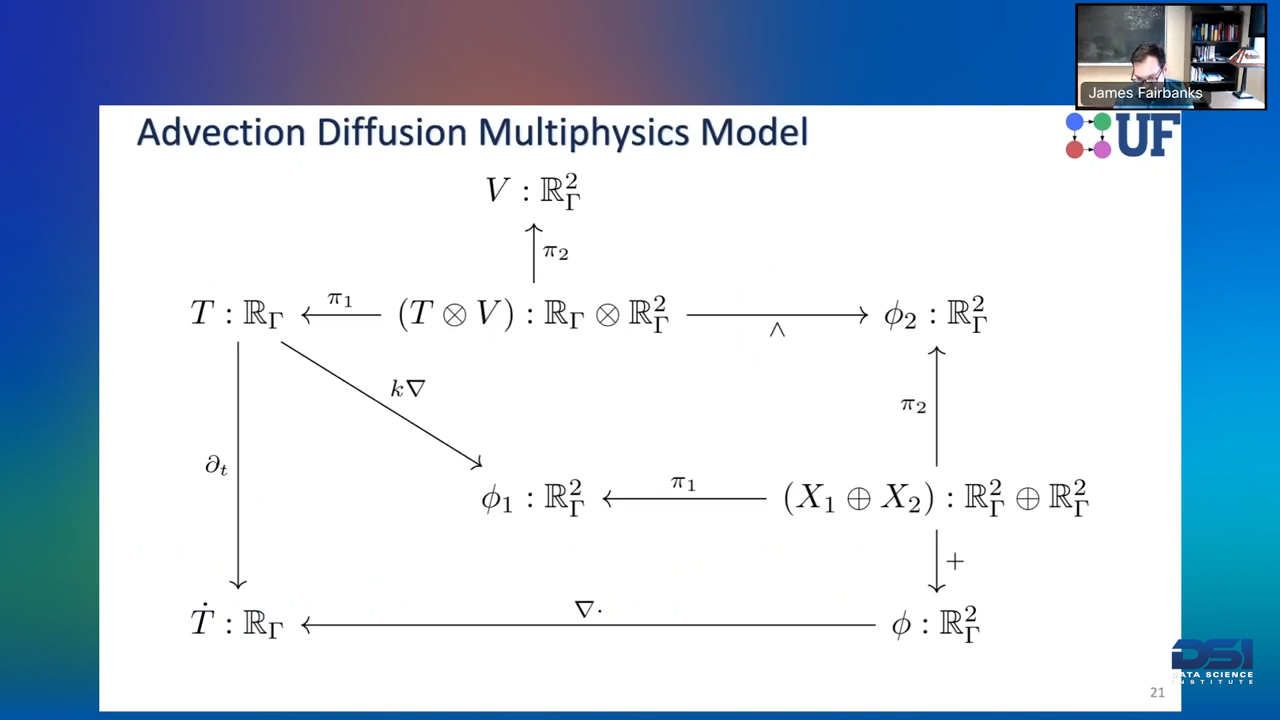 James Fairbanks
Advection Diffusion Multiphysics Model
UF
V : ℝ²_Γ
π₂
T : ℝ_Γ
π₁
(T ⊗ V) : ℝ_Γ ⊗ ℝ²_Γ
∧
ϕ₂ : ℝ²_Γ
k∇
π₂
∂ₜ
ϕ₁ : ℝ²_Γ
π₁
(X₁ ⊕ X₂) : ℝ²_Γ ⊕ ℝ²_Γ
+
Ṫ : ℝ_Γ
∇·
ϕ : ℝ²_Γ
DSI
DATA SCIENCE
INSTITUTE
21